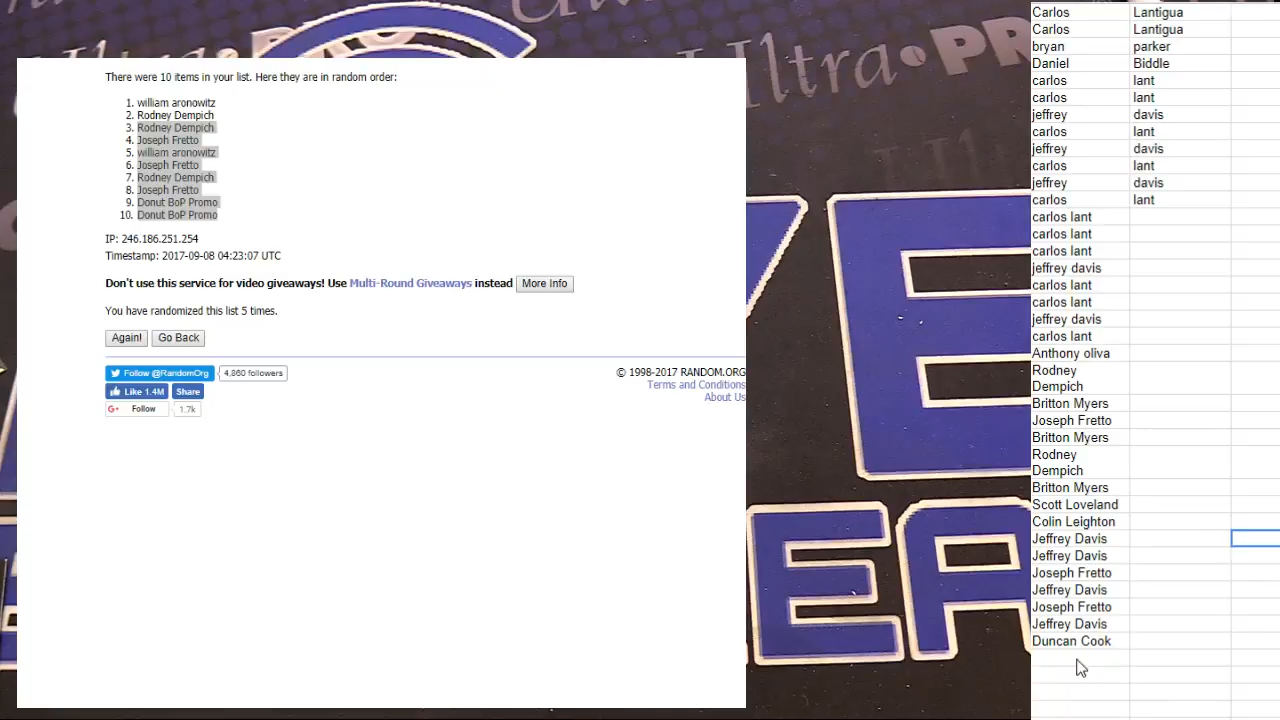 There were 10 items in your list. Here they are in random order:
1. william aronowitz
2. Rodney Dempich
3. Rodney Dempich
4. Joseph Fretto
5. william aronowitz
6. Joseph Fretto
7. Rodney Dempich
8. Joseph Fretto
9. Donut BoP Promo
10. Donut BoP Promo
IP: 246.186.251.254
Timestamp: 2017-09-08 04:23:07 UTC
Don't use this service for video giveaways! Use Multi-Round Giveaways instead More Info
You have randomized this list 5 times.
Again! Go Back
Follow @RandomOrg 4,860 followers
Like 1.4M Share
Follow 1.7k
© 1998-2017 RANDOM.ORG
Terms and Conditions
About Us
Ultra•PR
Carlos Lantigua
Carlos Lantigua
bryan parker
Daniel Biddle
carlos lant
carlos lant
jeffrey davis
carlos lant
jeffrey davis
carlos lant
jeffrey davis
carlos lant
carlos lant
carlos lant
carlos lant
jeffrey davis
carlos lant
carlos lant
jeffrey davis
carlos lant
Anthony oliva
Rodney
Dempich
Britton Myers
Joseph Fretto
Britton Myers
Rodney
Dempich
Britton Myers
Scott Loveland
Colin Leighton
Jeffrey Davis
Jeffrey Davis
Joseph Fretto
Jeffrey Davis
Joseph Fretto
Jeffrey Davis
Duncan Cook